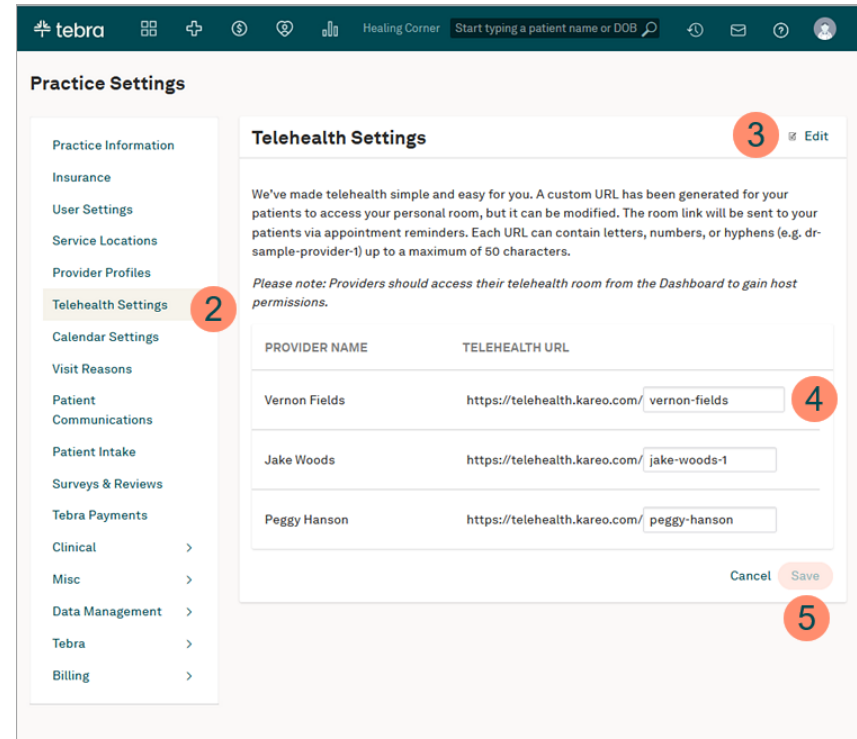 tebra
Healing Corner
Start typing a patient name or DOB
Practice Settings
Practice Information
Insurance
User Settings
Service Locations
Provider Profiles
Telehealth Settings
2
Calendar Settings
Visit Reasons
Patient
Communications
Patient Intake
Surveys & Reviews
Tebra Payments
Clinical
Misc
Data Management
Tebra
Billing
Telehealth Settings
3
Edit
We've made telehealth simple and easy for you. A custom URL has been generated for your
patients to access your personal room, but it can be modified. The room link will be sent to your
patients via appointment reminders. Each URL can contain letters, numbers, or hyphens (e.g. dr-
sample-provider-1) up to a maximum of 50 characters.
Please note: Providers should access their telehealth room from the Dashboard to gain host
permissions.
PROVIDER NAME TELEHEALTH URL
Vernon Fields https://telehealth.kareo.com/ vernon-fields 4
Jake Woods https://telehealth.kareo.com/ jake-woods-1
Peggy Hanson https://telehealth.kareo.com/ peggy-hanson
Cancel Save
5